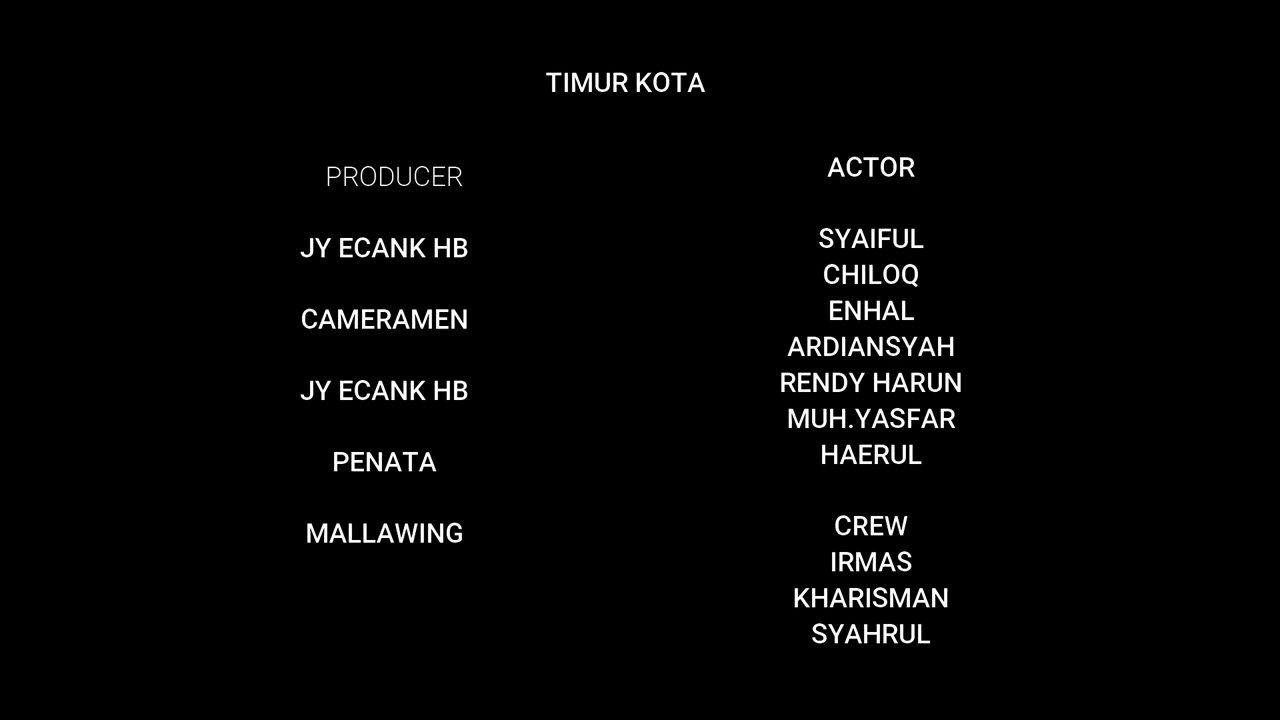 TIMUR KOTA
PRODUCER
JY ECANK HB
CAMERAMEN
JY ECANK HB
PENATA
MALLAWING
ACTOR
SYAIFUL
CHILOQ
ENHAL
ARDIANSYAH
RENDY HARUN
MUH.YASFAR
HAERUL
CREW
IRMAS
KHARISMAN
SYAHRUL